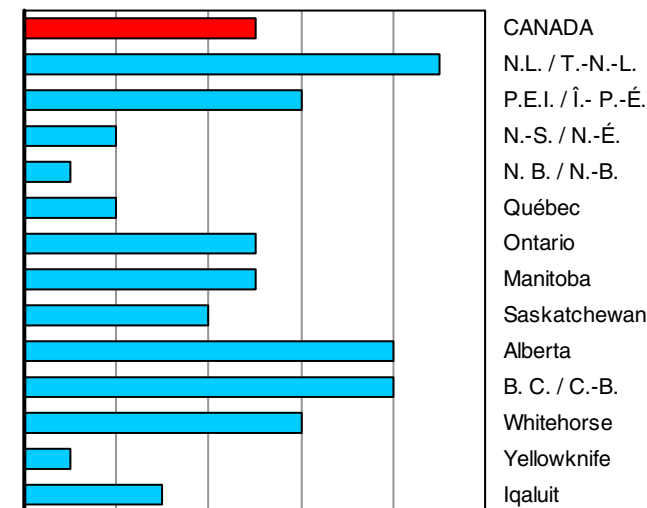 CANADA
N.L. / T.-N.-L.
P.E.I. / Î.- P.-É.
N.-S. / N.-É.
N. B. / N.-B.
Québec
Ontario
Manitoba
Saskatchewan
Alberta
B. C. / C.-B.
Whitehorse
Yellowknife
Iqaluit